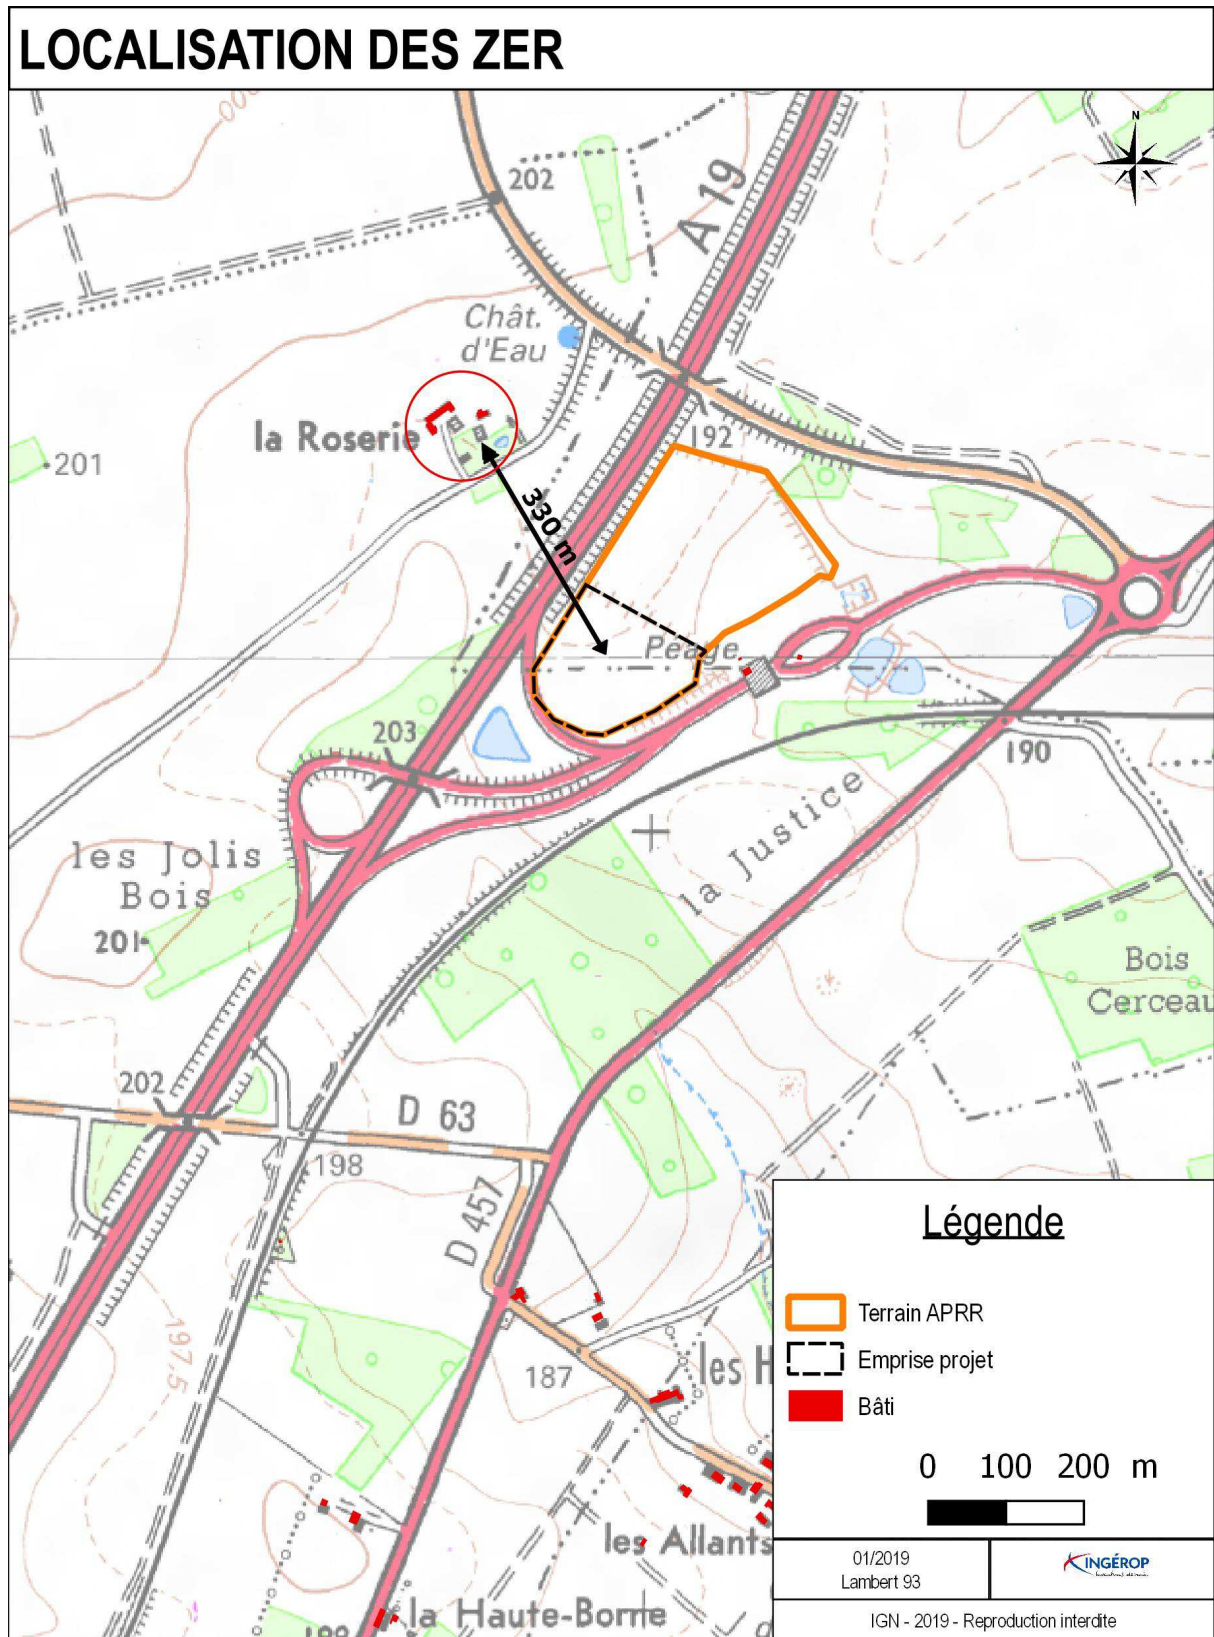 LOCALISATION DES ZER
N
202
A 19
Chât.
d'Eau
la Roserie
192
201
330 m
Péage
203
190
la Justice
les Jolis
Bois
201
Bois
Cerceau
202
D 63
198
D 457
197,5
187
les H
les Allants
la Haute-Borne
Légende
Terrain APRR
Emprise projet
Bâti
0 100 200 m
01/2019
Lambert 93
INGÉROP
IGN - 2019 - Reproduction interdite